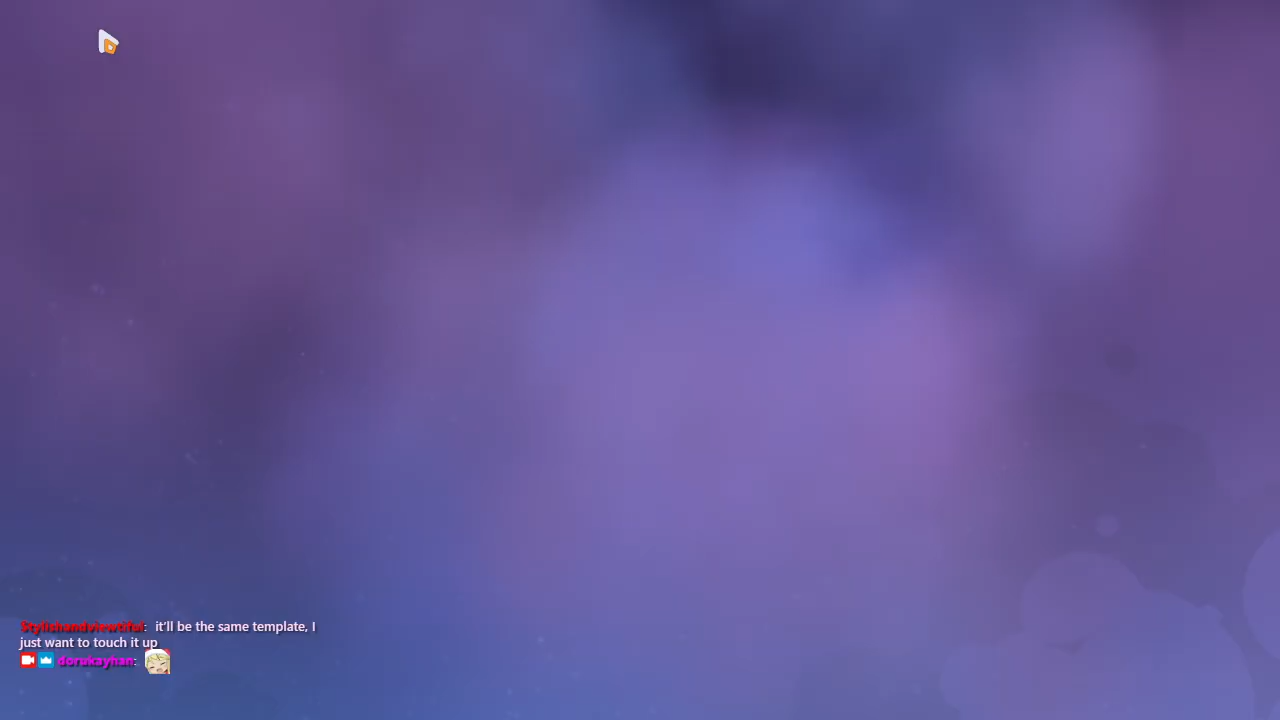 Stylishandviewtiful: it'll be the same template, I
just want to touch it up
dorukayhan: